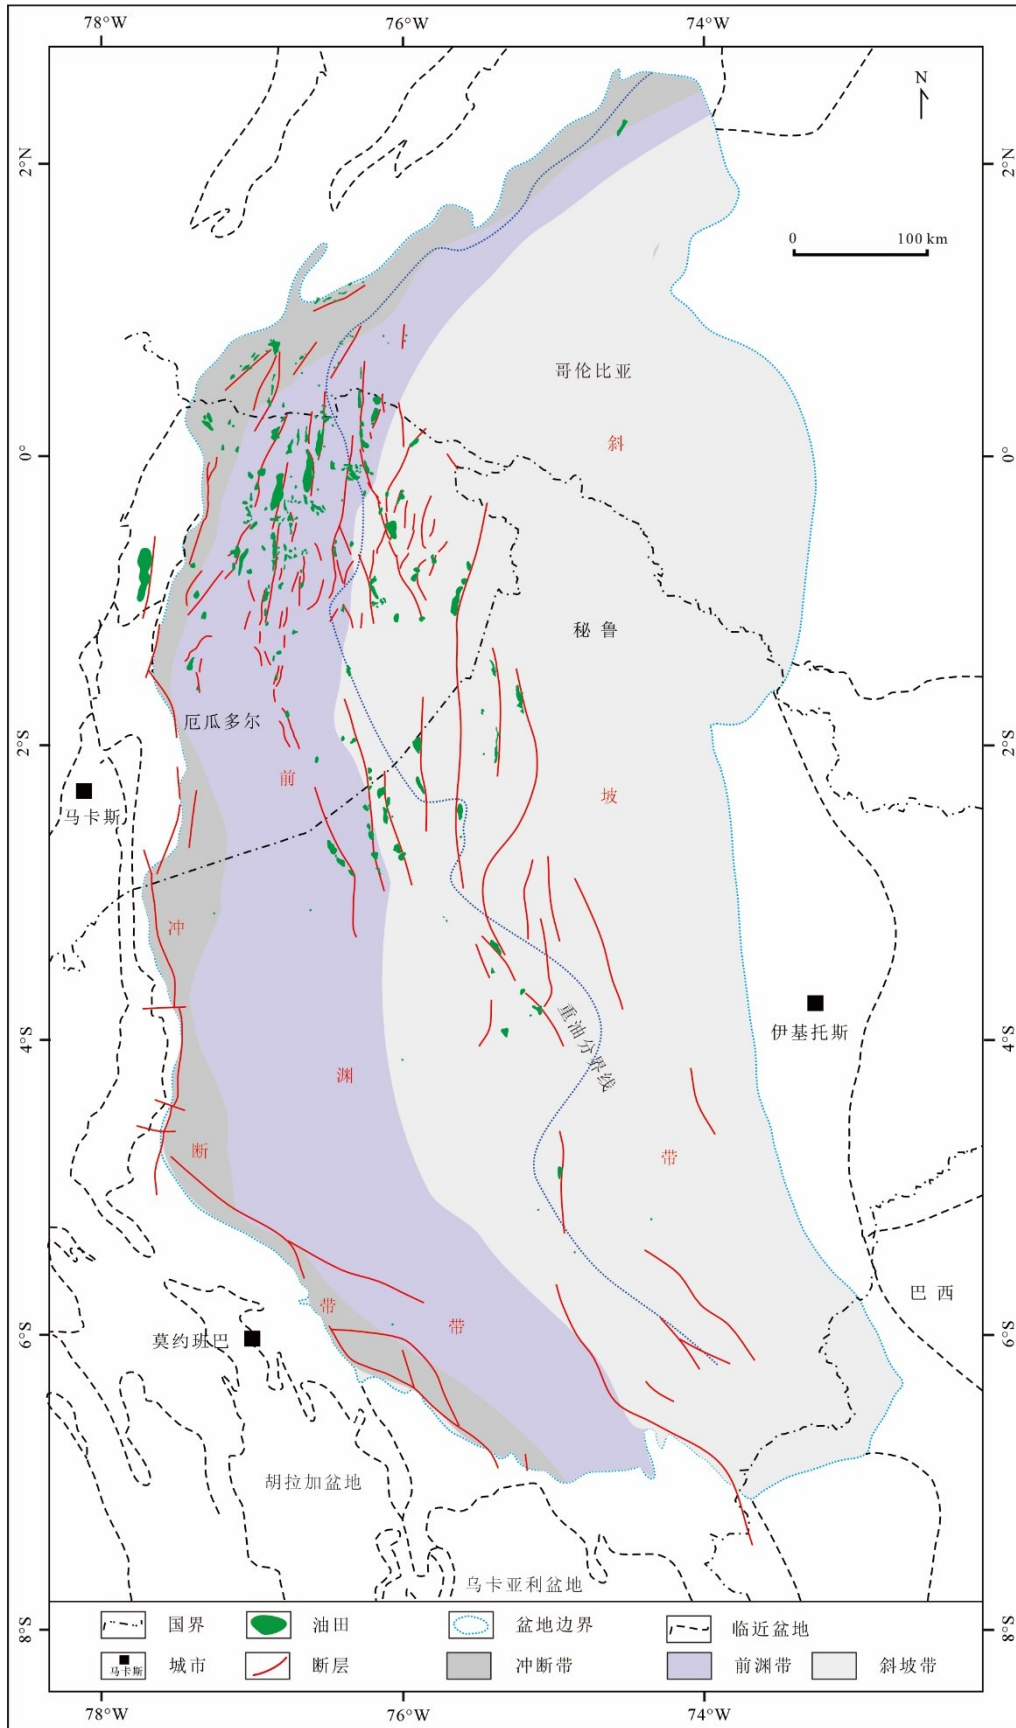 78°W 76°W 74°W
N
2°N 2°N
0 100 km
哥伦比亚
斜
0° 0°
秘鲁
厄瓜多尔
前
2°S 2°S
坡
马卡斯
冲
重油分界线
伊基托斯
4°S 4°S
渊
断
带
巴西
带
带
6°S 6°S
莫约班巴
胡拉加盆地
乌卡亚利盆地
国界 油田 盆地边界 临近盆地
8°S 8°S
马卡斯 城市 断层 冲断带 前渊带 斜坡带
78°W 76°W 74°W